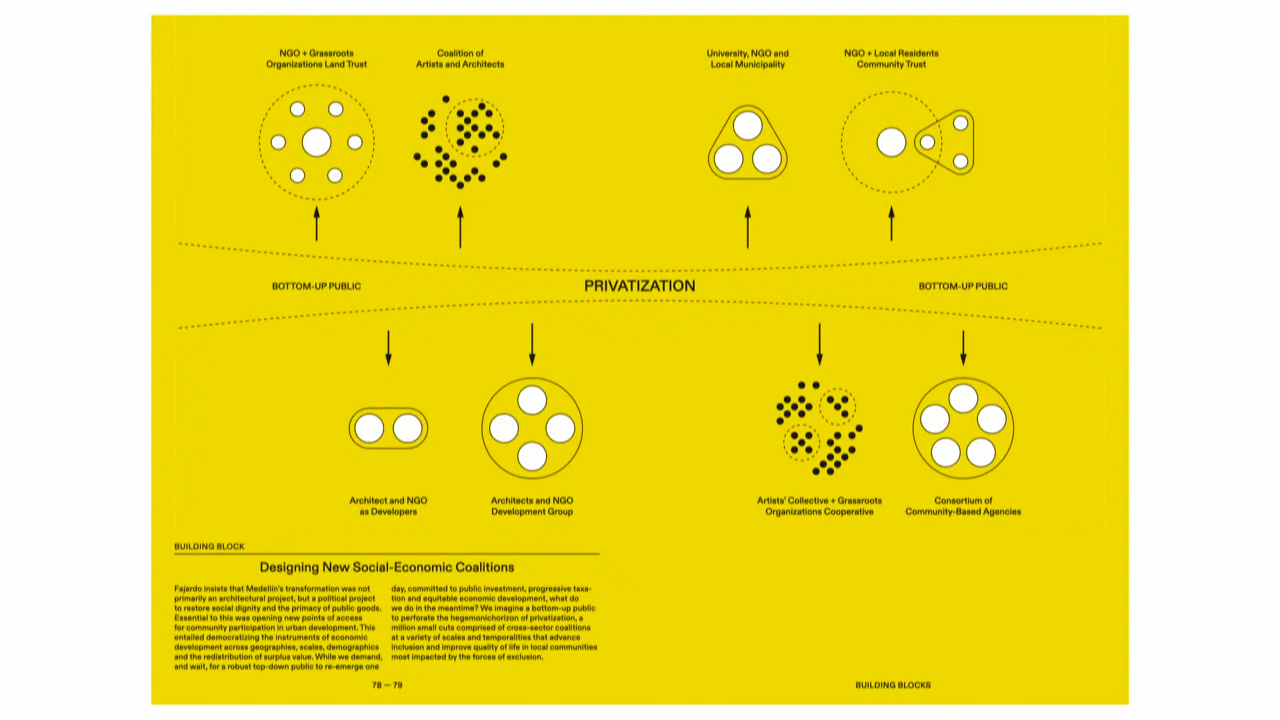 NGO + Grassroots
Organizations Land Trust
Coalition of
Artists and Architects
University, NGO and
Local Municipality
NGO + Local Residents
Community Trust
BOTTOM-UP PUBLIC
PRIVATIZATION
BOTTOM-UP PUBLIC
Architect and NGO
as Developers
Architects and NGO
Development Group
Artists' Collective + Grassroots
Organizations Cooperative
Consortium of
Community-Based Agencies
BUILDING BLOCK
Designing New Social-Economic Coalitions
Fajardo insists that Medellín's transformation was not
primarily an architectural project, but a political project
to restore social dignity and the primacy of public goods.
Essential to this was opening new points of access
for community participation in urban development. This
entailed democratizing the instruments of economic
development across geographies, scales, demographics
and the redistribution of surplus value. While we demand,
and wait, for a robust top-down public to re-emerge one
day, committed to public investment, progressive taxa-
tion and equitable economic development, what do
we do in the meantime? We imagine a bottom-up public
to perforate the hegemonichorizon of privatization, a
million small cuts comprised of cross-sector coalitions
at a variety of scales and temporalities that advance
inclusion and improve quality of life in local communities
most impacted by the forces of exclusion.
78 — 79
BUILDING BLOCKS